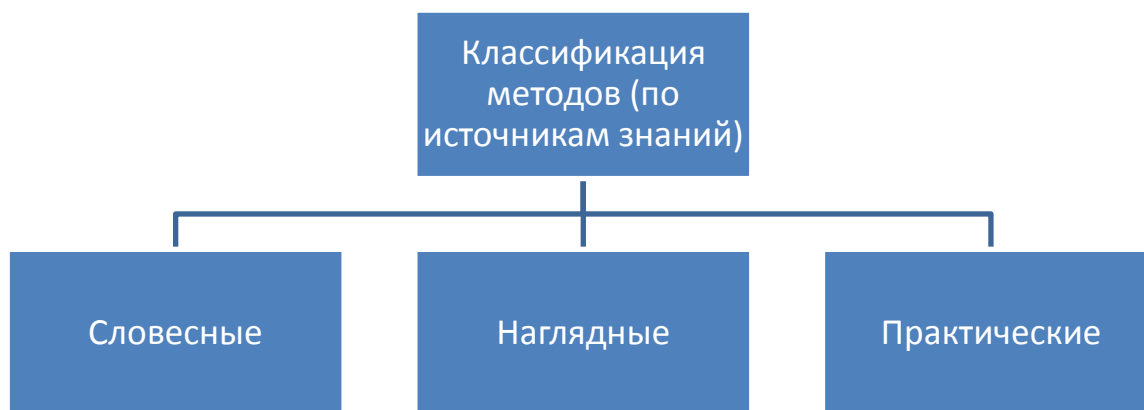 Классификация
методов (по
источникам знаний)
Словесные
Наглядные
Практические